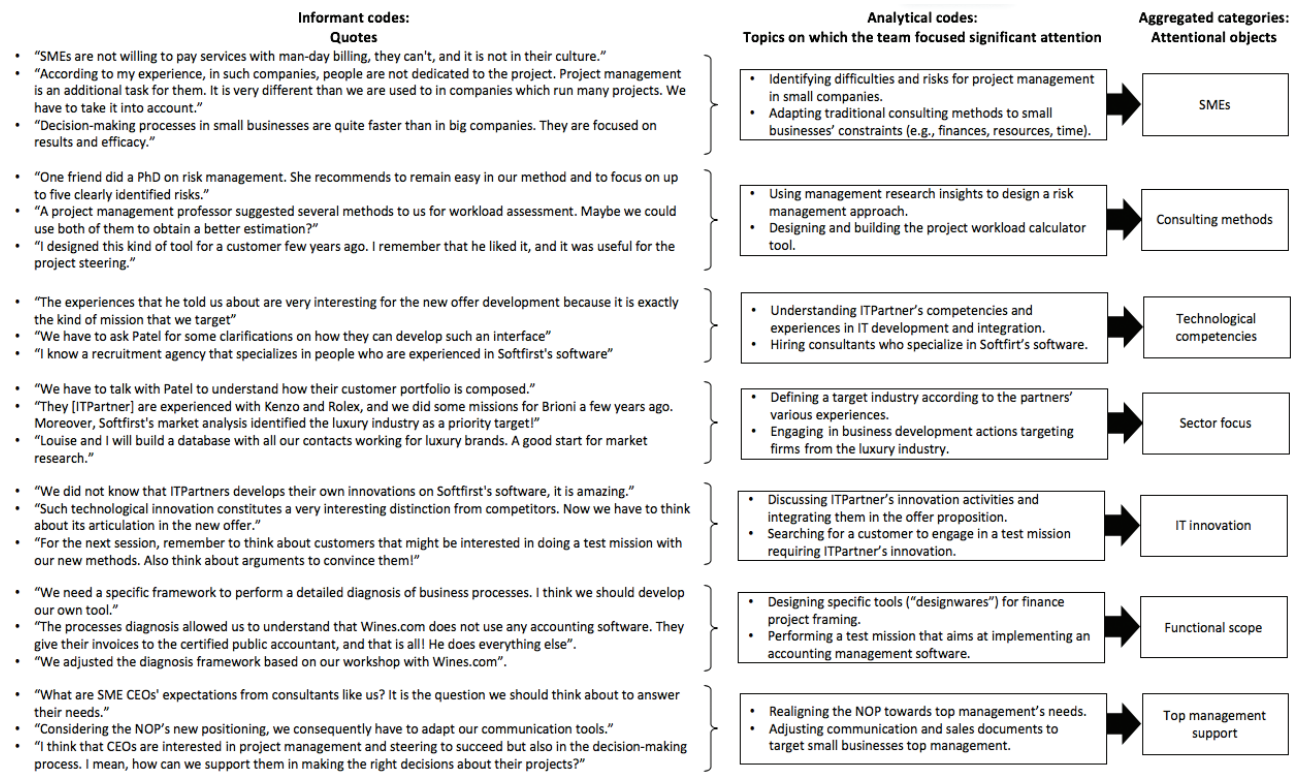 Informant codes:
Quotes
Analytical codes:
Topics on which the team focused significant attention
Aggregated categories:
Attentional objects
• “SMEs are not willing to pay services with man-day billing, they can't, and it is not in their culture.”
• “According to my experience, in such companies, people are not dedicated to the project. Project management
is an additional task for them. It is very different than we are used to in companies which run many projects. We
have to take it into account.”
• “Decision-making processes in small businesses are quite faster than in big companies. They are focused on
results and efficacy.”
• Identifying difficulties and risks for project management
in small companies.
• Adapting traditional consulting methods to small
businesses’ constraints (e.g., finances, resources, time).
SMEs
• “One friend did a PhD on risk management. She recommends to remain easy in our method and to focus on up
to five clearly identified risks.”
• “A project management professor suggested several methods to us for workload assessment. Maybe we could
use both of them to obtain a better estimation?”
• “I designed this kind of tool for a customer few years ago. I remember that he liked it, and it was useful for the
project steering.”
• Using management research insights to design a risk
management approach.
• Designing and building the project workload calculator
tool.
Consulting methods
• “The experiences that he told us about are very interesting for the new offer development because it is exactly
the kind of mission that we target”
• “We have to ask Patel for some clarifications on how they can develop such an interface”
• “I know a recruitment agency that specializes in people who are experienced in Softfirst's software”
• Understanding ITPartner’s competencies and
experiences in IT development and integration.
• Hiring consultants who specialize in Softfirt’s software.
Technological
competencies
• “We have to talk with Patel to understand how their customer portfolio is composed.”
• “They [ITPartner] are experienced with Kenzo and Rolex, and we did some missions for Brioni a few years ago.
Moreover, Softfirst's market analysis identified the luxury industry as a priority target!”
• “Louise and I will build a database with all our contacts working for luxury brands. A good start for market
research.”
• Defining a target industry according to the partners’
various experiences.
• Engaging in business development actions targeting
firms from the luxury industry.
Sector focus
• “We did not know that ITPartners develops their own innovations on Softfirst's software, it is amazing.”
• “Such technological innovation constitutes a very interesting distinction from competitors. Now we have to think
about its articulation in the new offer.”
• “For the next session, remember to think about customers that might be interested in doing a test mission with
our new methods. Also think about arguments to convince them!”
• Discussing ITPartner’s innovation activities and
integrating them in the offer proposition.
• Searching for a customer to engage in a test mission
requiring ITPartner’s innovation.
IT innovation
• “We need a specific framework to perform a detailed diagnosis of business processes. I think we should develop
our own tool.”
• “The processes diagnosis allowed us to understand that Wines.com does not use any accounting software. They
give their invoices to the certified public accountant, and that is all! He does everything else”.
• “We adjusted the diagnosis framework based on our workshop with Wines.com”.
• Designing specific tools (“designwares”) for finance
project framing.
• Performing a test mission that aims at implementing an
accounting management software.
Functional scope
• “What are SME CEOs' expectations from consultants like us? It is the question we should think about to answer
their needs.”
• “Considering the NOP’s new positioning, we consequently have to adapt our communication tools.”
• “I think that CEOs are interested in project management and steering to succeed but also in the decision-making
process. I mean, how can we support them in making the right decisions about their projects?”
• Realigning the NOP towards top management’s needs.
• Adjusting communication and sales documents to
target small businesses top management.
Top management
support